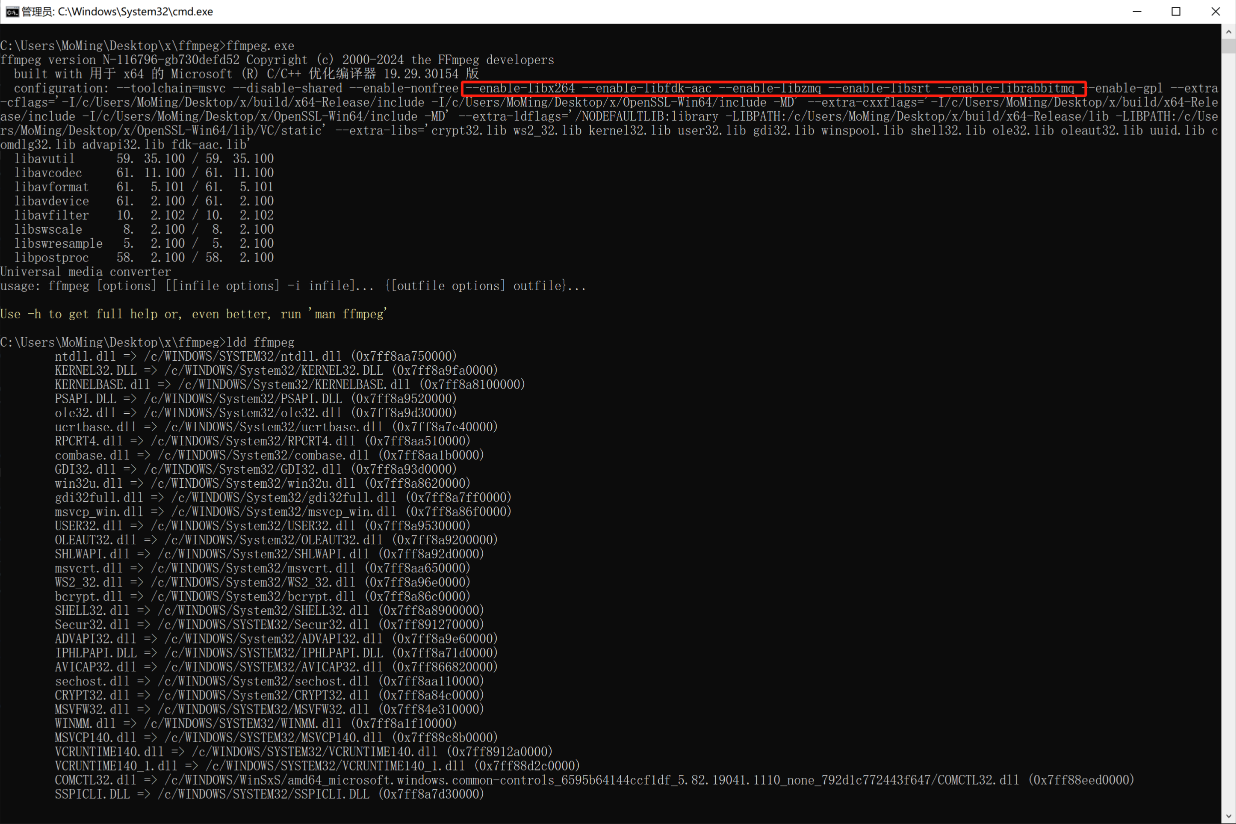 管理员: C:\Windows\System32\cmd.exe
C:\Users\MoMing\Desktop\x\ffmpeg>ffmpeg.exe
ffmpeg version N-116796-gb730defd52 Copyright (c) 2000-2024 the FFmpeg developers
built with 用于 x64 的 Microsoft (R) C/C++ 优化编译器 19.29.30154 版
configuration: --toolchain=msvc --disable-shared --enable-nonfree --enable-libx264 --enable-libfdk-aac --enable-libzmq --enable-libsrt --enable-librabbitmq --enable-gpl --extra
-cflags='-I/c/Users/MoMing/Desktop/x/build/x64-Release/include -I/c/Users/MoMing/Desktop/x/OpenSSL-Win64/include -MD' --extra-cxxflags='-I/c/Users/MoMing/Desktop/x/build/x64-Rele
ase/include -I/c/Users/MoMing/Desktop/x/OpenSSL-Win64/include -MD' --extra-ldflags='/NODEFAULTLIB:library -LIBPATH:/c/Users/MoMing/Desktop/x/build/x64-Release/lib -LIBPATH:/c/Use
rs/MoMing/Desktop/x/OpenSSL-Win64/lib/VC/static' --extra-libs='crypt32.lib ws2_32.lib kernel32.lib user32.lib gdi32.lib winspool.lib shell32.lib ole32.lib oleaut32.lib uuid.lib c
omdlg32.lib advapi32.lib fdk-aac.lib'
libavutil 59. 35.100 / 59. 35.100
libavcodec 61. 11.100 / 61. 11.100
libavformat 61. 5.101 / 61. 5.101
libavdevice 61. 2.100 / 61. 2.100
libavfilter 10. 2.102 / 10. 2.102
libswscale 8. 2.100 / 8. 2.100
libswresample 5. 2.100 / 5. 2.100
libpostproc 58. 2.100 / 58. 2.100
Universal media converter
usage: ffmpeg [options] [[infile options] -i infile]... {[outfile options] outfile}...
Use -h to get full help or, even better, run 'man ffmpeg'
C:\Users\MoMing\Desktop\x\ffmpeg>ldd ffmpeg
ntdll.dll => /c/WINDOWS/SYSTEM32/ntdll.dll (0x7ff8aa750000)
KERNEL32.DLL => /c/WINDOWS/System32/KERNEL32.DLL (0x7ff8a9fa0000)
KERNELBASE.dll => /c/WINDOWS/System32/KERNELBASE.dll (0x7ff8a8100000)
PSAPI.DLL => /c/WINDOWS/System32/PSAPI.DLL (0x7ff8a9520000)
ole32.dll => /c/WINDOWS/System32/ole32.dll (0x7ff8a9d30000)
ucrtbase.dll => /c/WINDOWS/System32/ucrtbase.dll (0x7ff8a7e40000)
RPCRT4.dll => /c/WINDOWS/System32/RPCRT4.dll (0x7ff8aa510000)
combase.dll => /c/WINDOWS/System32/combase.dll (0x7ff8aa1b0000)
GDI32.dll => /c/WINDOWS/System32/GDI32.dll (0x7ff8a93d0000)
win32u.dll => /c/WINDOWS/System32/win32u.dll (0x7ff8a8620000)
gdi32full.dll => /c/WINDOWS/System32/gdi32full.dll (0x7ff8a7ff0000)
msvcp_win.dll => /c/WINDOWS/System32/msvcp_win.dll (0x7ff8a86f0000)
USER32.dll => /c/WINDOWS/System32/USER32.dll (0x7ff8a9530000)
OLEAUT32.dll => /c/WINDOWS/System32/OLEAUT32.dll (0x7ff8a9200000)
SHLWAPI.dll => /c/WINDOWS/System32/SHLWAPI.dll (0x7ff8a92d0000)
msvcrt.dll => /c/WINDOWS/System32/msvcrt.dll (0x7ff8aa650000)
WS2_32.dll => /c/WINDOWS/System32/WS2_32.dll (0x7ff8a96e0000)
bcrypt.dll => /c/WINDOWS/System32/bcrypt.dll (0x7ff8a86c0000)
SHELL32.dll => /c/WINDOWS/System32/SHELL32.dll (0x7ff8a8900000)
Secur32.dll => /c/WINDOWS/SYSTEM32/Secur32.dll (0x7ff891270000)
ADVAPI32.dll => /c/WINDOWS/System32/ADVAPI32.dll (0x7ff8a9e60000)
IPHLPAPI.DLL => /c/WINDOWS/SYSTEM32/IPHLPAPI.DLL (0x7ff8a71d0000)
AVICAP32.dll => /c/WINDOWS/SYSTEM32/AVICAP32.dll (0x7ff866820000)
sechost.dll => /c/WINDOWS/System32/sechost.dll (0x7ff8aa110000)
CRYPT32.dll => /c/WINDOWS/System32/CRYPT32.dll (0x7ff8a84c0000)
MSVFW32.dll => /c/WINDOWS/SYSTEM32/MSVFW32.dll (0x7ff84e310000)
WINMM.dll => /c/WINDOWS/SYSTEM32/WINMM.dll (0x7ff8a1f10000)
MSVCP140.dll => /c/WINDOWS/SYSTEM32/MSVCP140.dll (0x7ff88c8b0000)
VCRUNTIME140.dll => /c/WINDOWS/SYSTEM32/VCRUNTIME140.dll (0x7ff8912a0000)
VCRUNTIME140_1.dll => /c/WINDOWS/SYSTEM32/VCRUNTIME140_1.dll (0x7ff88d2c0000)
COMCTL32.dll => /c/WINDOWS/WinSxS/amd64_microsoft.windows.common-controls_6595b64144ccf1df_5.82.19041.1110_none_792d1c772443f647/COMCTL32.dll (0x7ff88eed0000)
SSPICLI.DLL => /c/WINDOWS/SYSTEM32/SSPICLI.DLL (0x7ff8a7d30000)